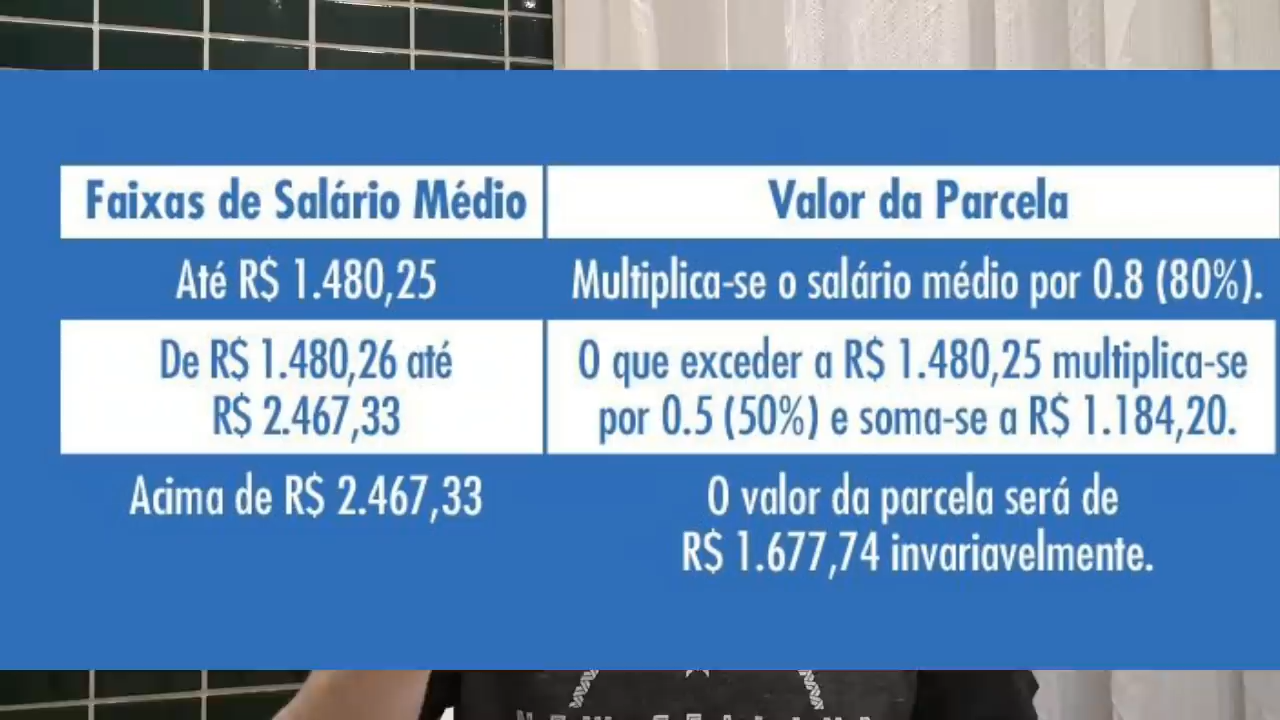 Faixas de Salário Médio
Valor da Parcela
Até R$ 1.480,25
Multiplica-se o salário médio por 0.8 (80%).
De R$ 1.480,26 até
R$ 2.467,33
O que exceder a R$ 1.480,25 multiplica-se
por 0.5 (50%) e soma-se a R$ 1.184,20.
Acima de R$ 2.467,33
O valor da parcela será de
R$ 1.677,74 invariavelmente.